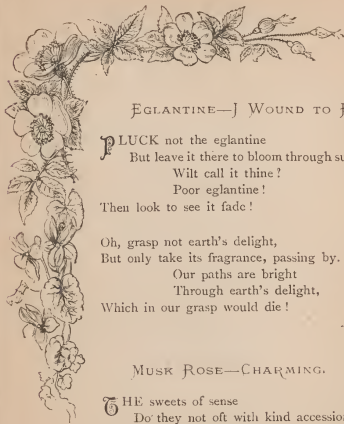 EGLANTINE—I WOUND TO
PLUCK not the eglantine
But leave it there to bloom through
Wilt call it thine?
Poor eglantine!
Then look to see it fade!
Oh, grasp not earth's delight,
But only take its fragrance, passing by.
Our paths are bright
Through earth's delight,
Which in our grasp would die!
MUSK ROSE—CHARMING.
THE sweets of sense
Do they not oft with kind